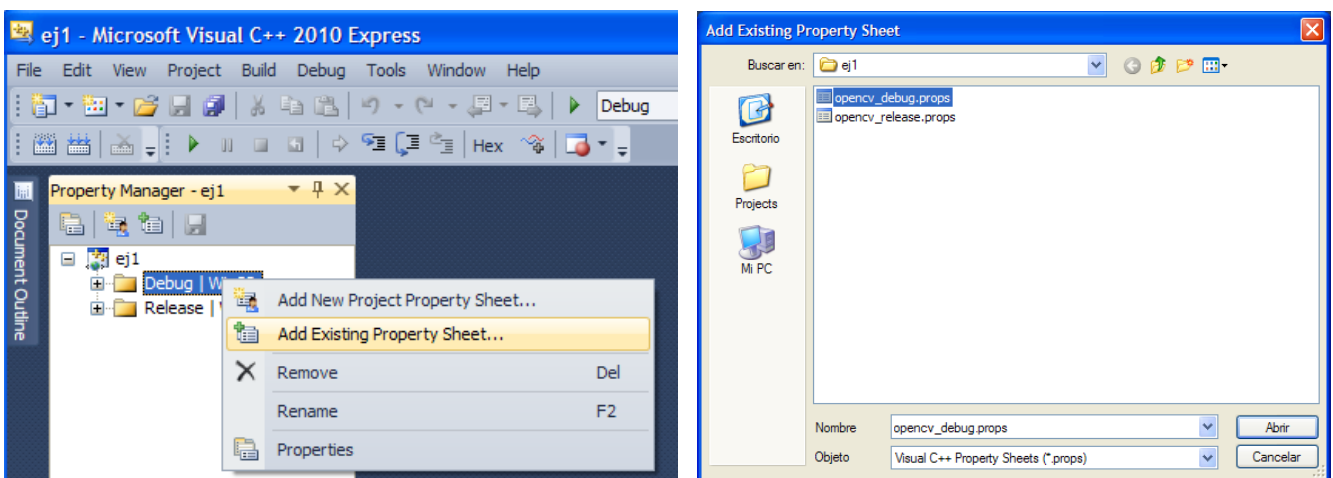 ej1 - Microsoft Visual C++ 2010 Express
File Edit View Project Build Debug Tools Window Help
Debug
Hex
Document Outline
Property Manager - ej1
ej1
Debug |
Release |
Add New Project Property Sheet...
Add Existing Property Sheet...
Remove Del
Rename F2
Properties
Add Existing Property Sheet
Buscar en: ej1
Escritorio
Projects
Mi PC
opencv_debug.props
opencv_release.props
Nombre opencv_debug.props Abrir
Objeto Visual C++ Property Sheets (*.props) Cancelar